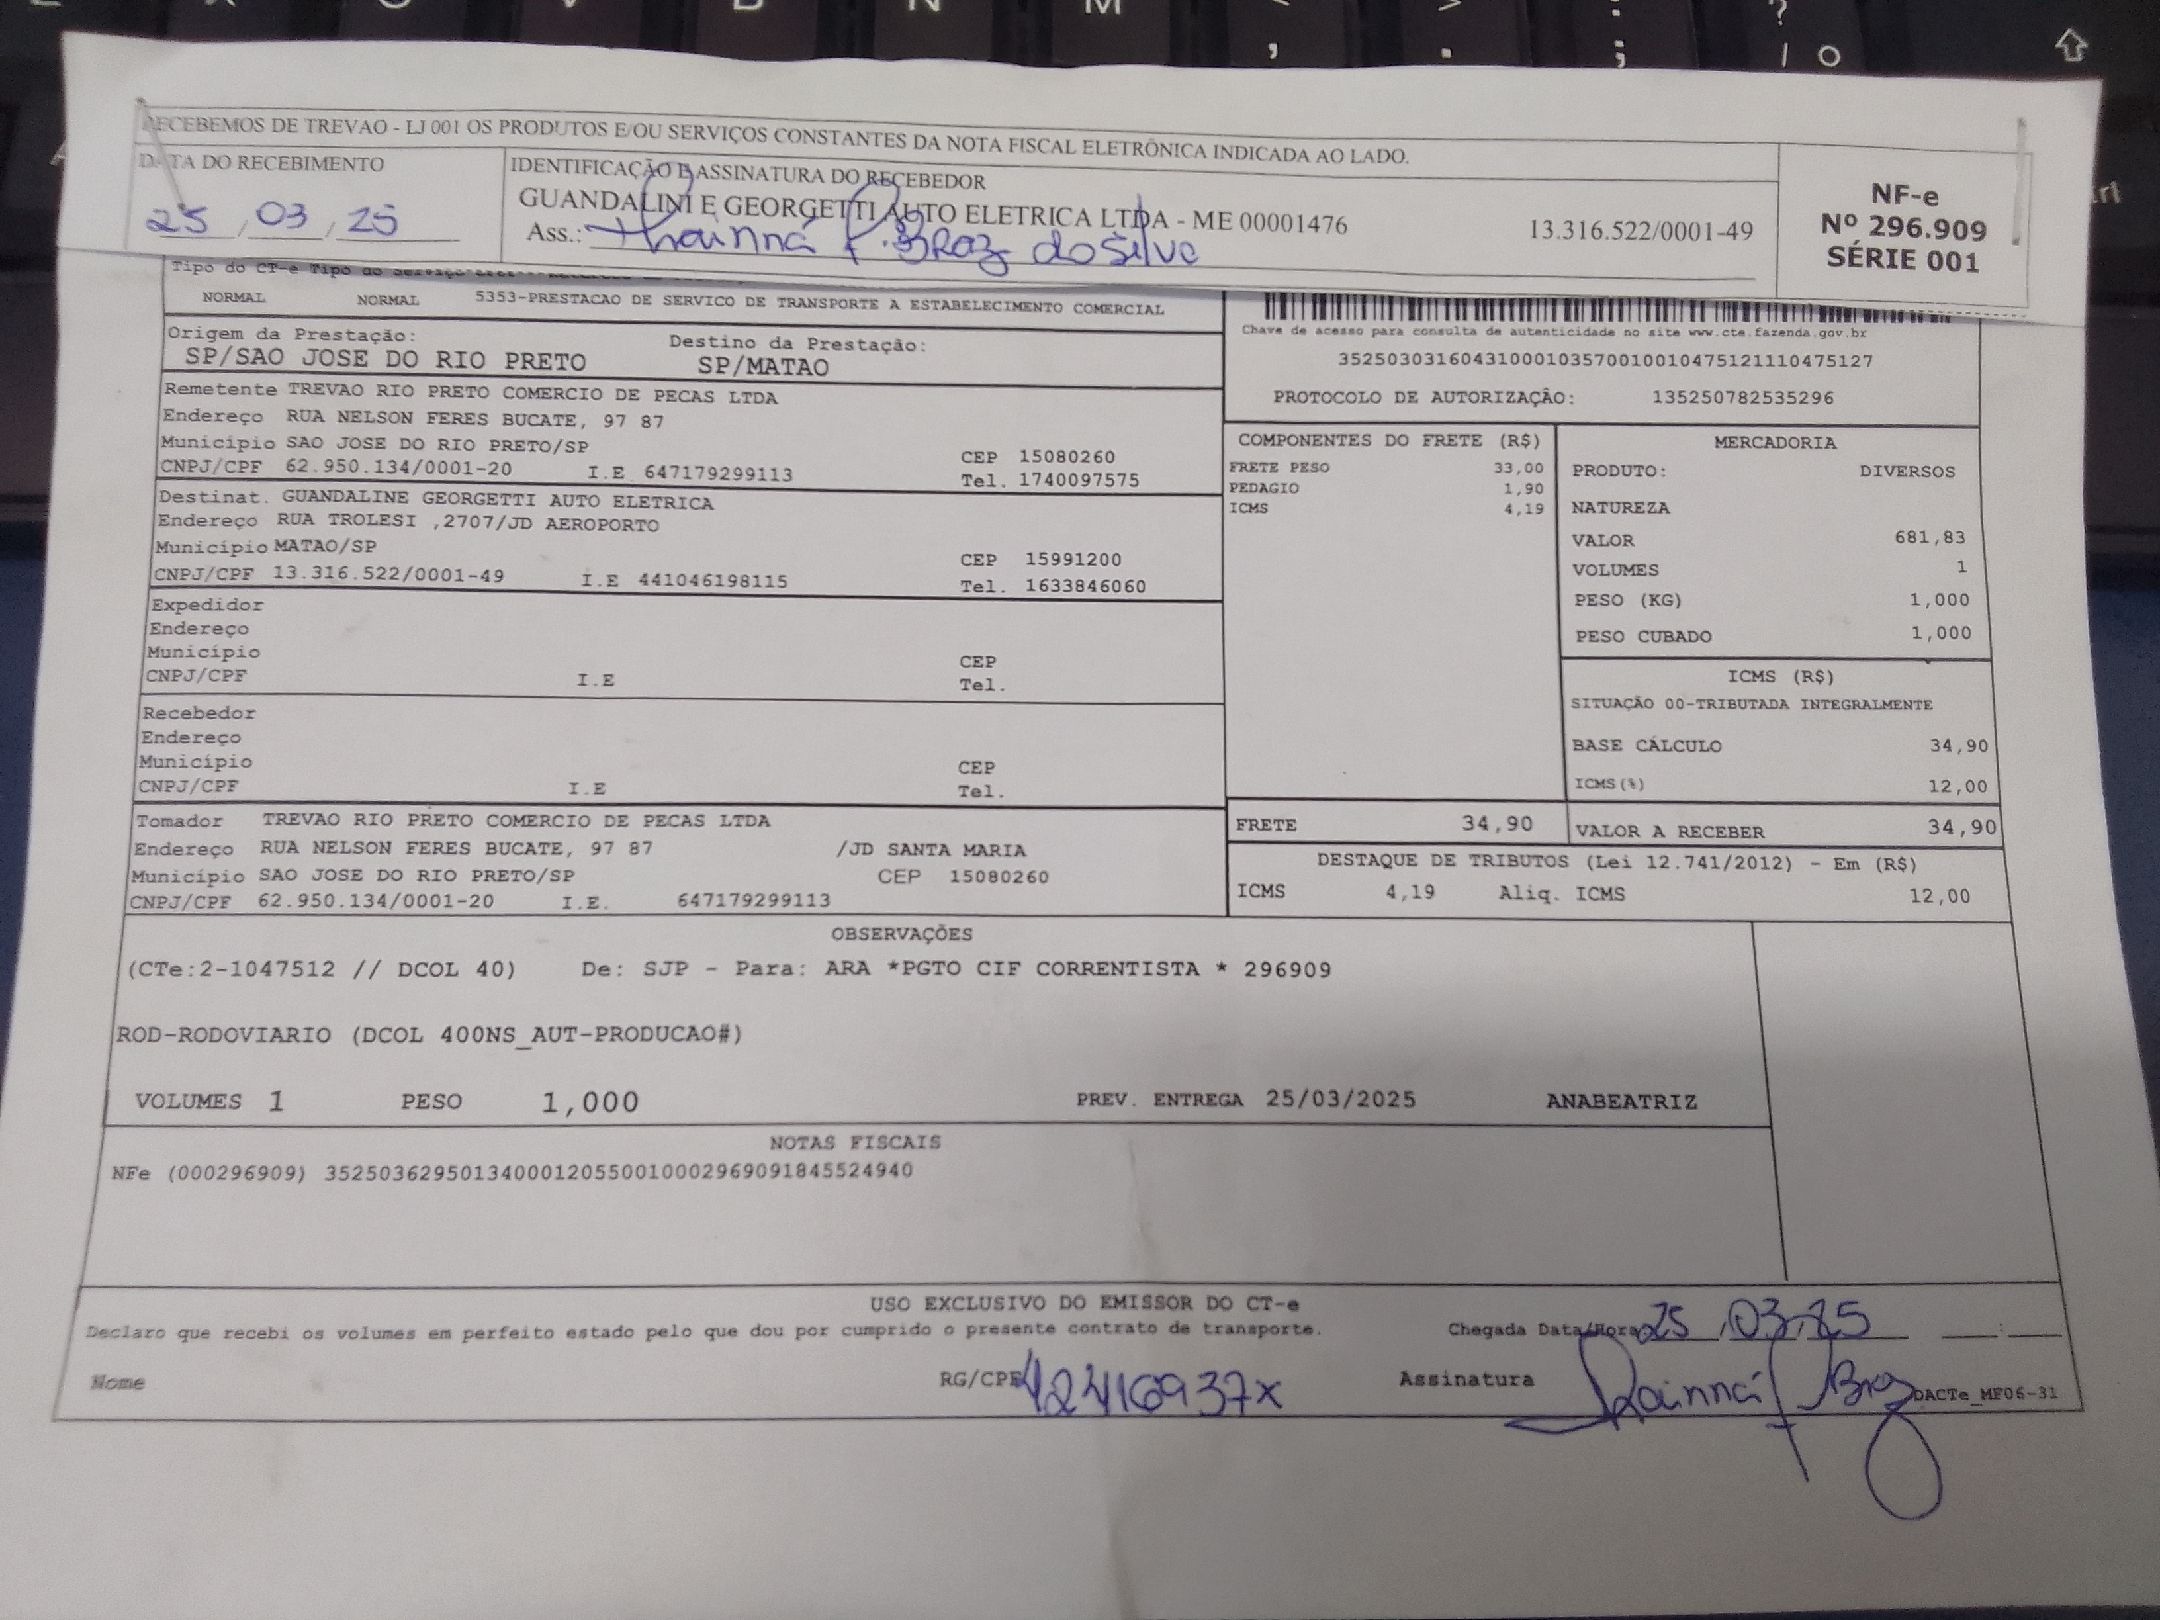 RECEBEMOS DE TREVAO - LJ 001 OS PRODUTOS E/OU SERVIÇOS CONSTANTES DA NOTA FISCAL ELETRÔNICA INDICADA AO LADO.
DATA DO RECEBIMENTO
25 / 03 / 25
IDENTIFICAÇÃO E ASSINATURA DO RECEBEDOR
GUANDALINI E GEORGETTI AUTO ELETRICA LTDA - ME 00001476 13.316.522/0001-49
Ass.: Thainná F. Braz da Silva
NF-e
Nº 296.909
SÉRIE 001
Tipo do CT-e Tipo do Serviço
NORMAL NORMAL 5353-PRESTACAO DE SERVICO DE TRANSPORTE A ESTABELECIMENTO COMERCIAL
Origem da Prestação: Destino da Prestação:
SP/SAO JOSE DO RIO PRETO SP/MATAO
Remetente TREVAO RIO PRETO COMERCIO DE PECAS LTDA
Endereço RUA NELSON FERES BUCATE, 97 87
Município SAO JOSE DO RIO PRETO/SP CEP 15080260
CNPJ/CPF 62.950.134/0001-20 I.E 647179299113 Tel. 1740097575
Destinat. GUANDALINE GEORGETTI AUTO ELETRICA
Endereço RUA TROLESI ,2707/JD AEROPORTO
Município MATAO/SP CEP 15991200
CNPJ/CPF 13.316.522/0001-49 I.E 441046198115 Tel. 1633846060
Expedidor
Endereço
Município CEP
CNPJ/CPF I.E Tel.
Recebedor
Endereço
Município CEP
CNPJ/CPF I.E Tel.
Tomador TREVAO RIO PRETO COMERCIO DE PECAS LTDA
Endereço RUA NELSON FERES BUCATE, 97 87 /JD SANTA MARIA
Município SAO JOSE DO RIO PRETO/SP CEP 15080260
CNPJ/CPF 62.950.134/0001-20 I.E. 647179299113
Chave de acesso para consulta de autenticidade no site www.cte.fazenda.gov.br
35250303160431000103570010010475121110475127
PROTOCOLO DE AUTORIZAÇÃO: 135250782535296
COMPONENTES DO FRETE (R$)
FRETE PESO 33,00
PEDAGIO 1,90
ICMS 4,19
MERCADORIA
PRODUTO: DIVERSOS
NATUREZA
VALOR 681,83
VOLUMES 1
PESO (KG) 1,000
PESO CUBADO 1,000
ICMS (R$)
SITUAÇÃO 00-TRIBUTADA INTEGRALMENTE
BASE CÁLCULO 34,90
ICMS(%) 12,00
FRETE 34,90 VALOR A RECEBER 34,90
DESTAQUE DE TRIBUTOS (Lei 12.741/2012) - Em (R$)
ICMS 4,19 Aliq. ICMS 12,00
OBSERVAÇÕES
(CTe:2-1047512 // DCOL 40) De: SJP - Para: ARA *PGTO CIF CORRENTISTA * 296909
ROD-RODOVIARIO (DCOL 400NS_AUT-PRODUCAO#)
VOLUMES 1 PESO 1,000 PREV. ENTREGA 25/03/2025 ANABEATRIZ
NOTAS FISCAIS
NFe (000296909) 35250362950134000120550010002969091845524940
USO EXCLUSIVO DO EMISSOR DO CT-e
Declaro que recebi os volumes em perfeito estado pelo que dou por cumprido o presente contrato de transporte. Chegada Data/Hora 25 / 03 / 25
Nome RG/CPF 42416937x Assinatura Thainná F Braz DACTe_MF06-31